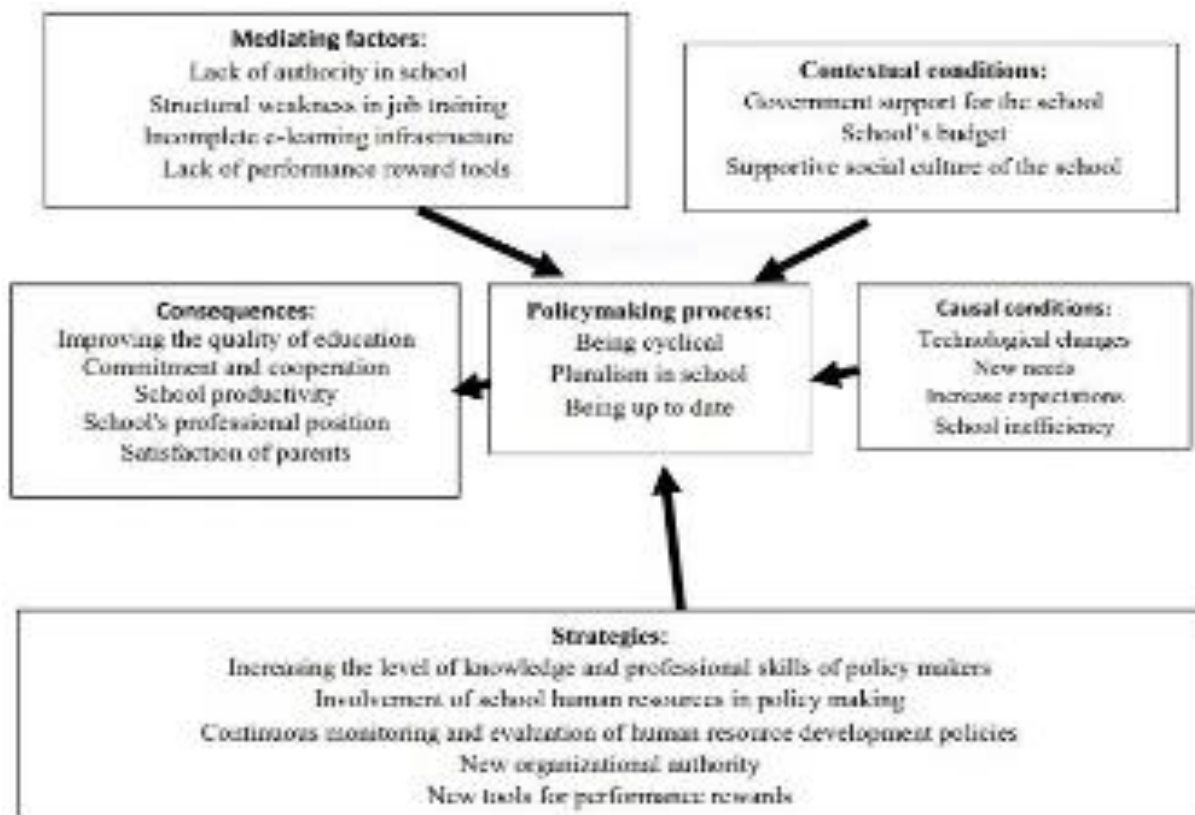 Mediating factors:
Lack of authority in school
Structural weakness in job training
Incomplete e-learning infrastructure
Lack of performance reward tools
Contextual conditions:
Government support for the school
School's budget
Supportive social culture of the school
Consequences:
Improving the quality of education
Commitment and cooperation
School productivity
School's professional position
Satisfaction of parents
Policymaking process:
Being cyclical
Pluralism in school
Being up to date
Causal conditions:
Technological changes
New needs
Increase expectations
School inefficiency
Strategies:
Increasing the level of knowledge and professional skills of policy makers
Involvement of school human resources in policy making
Continuous monitoring and evaluation of human resource development policies
New organizational authority
New tools for performance rewards